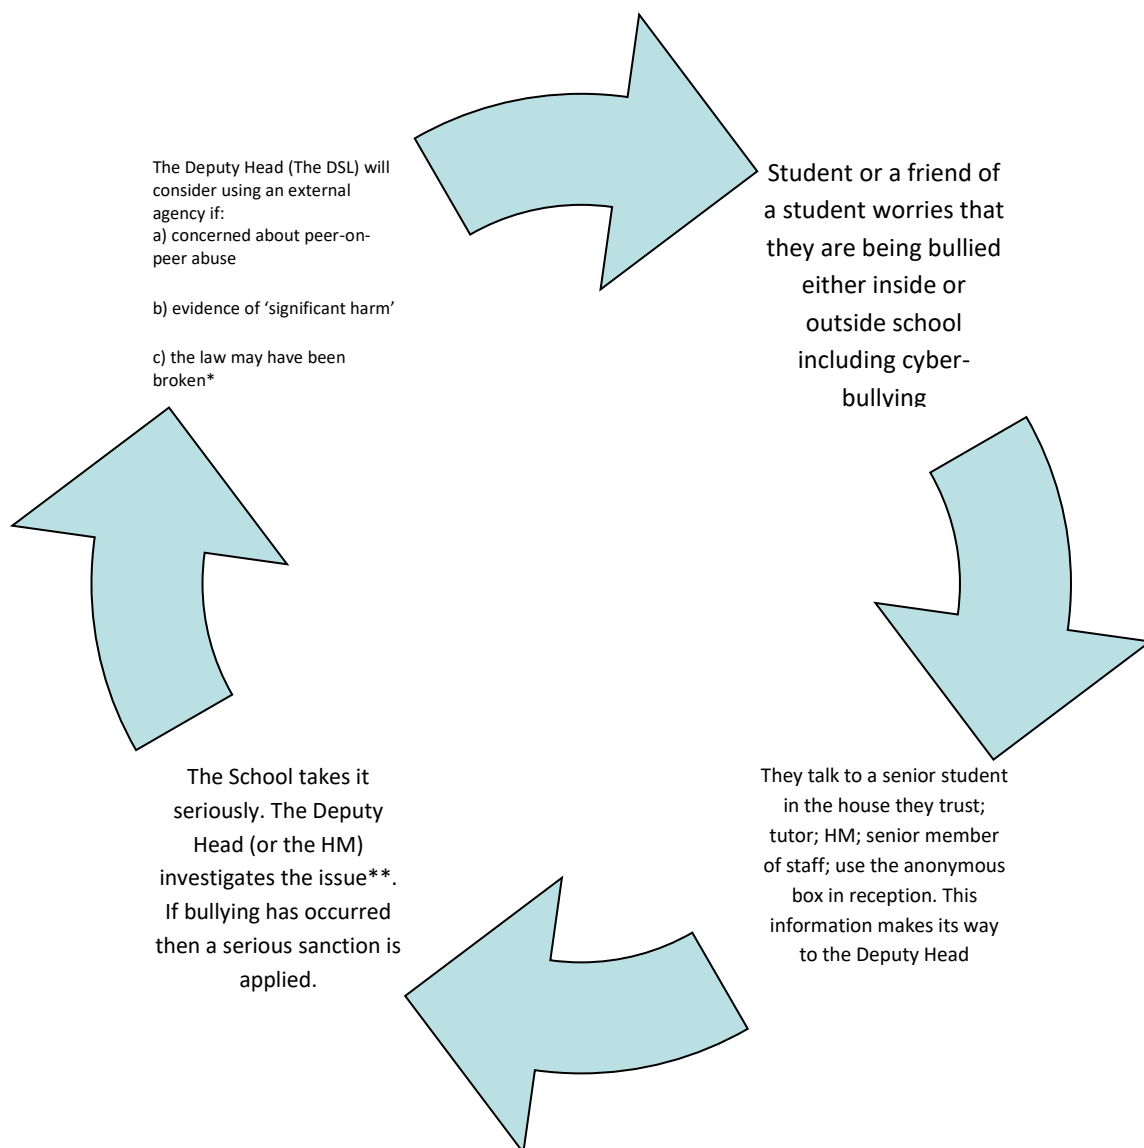 The Deputy Head (The DSL) will
consider using an external
agency if:
a) concerned about peer-on-
peer abuse
b) evidence of ‘significant harm’
c) the law may have been
broken*
Student or a friend of
a student worries that
they are being bullied
either inside or
outside school
including cyber-
bullying
They talk to a senior student
in the house they trust;
tutor; HM; senior member
of staff; use the anonymous
box in reception. This
information makes its way
to the Deputy Head
The School takes it
seriously. The Deputy
Head (or the HM)
investigates the issue**.
If bullying has occurred
then a serious sanction is
applied.